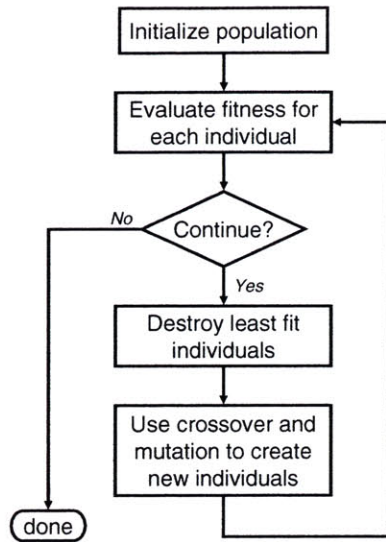 Initialize population
Evaluate fitness for
each individual
No
Continue?
Yes
Destroy least fit
individuals
Use crossover and
mutation to create
new individuals
done